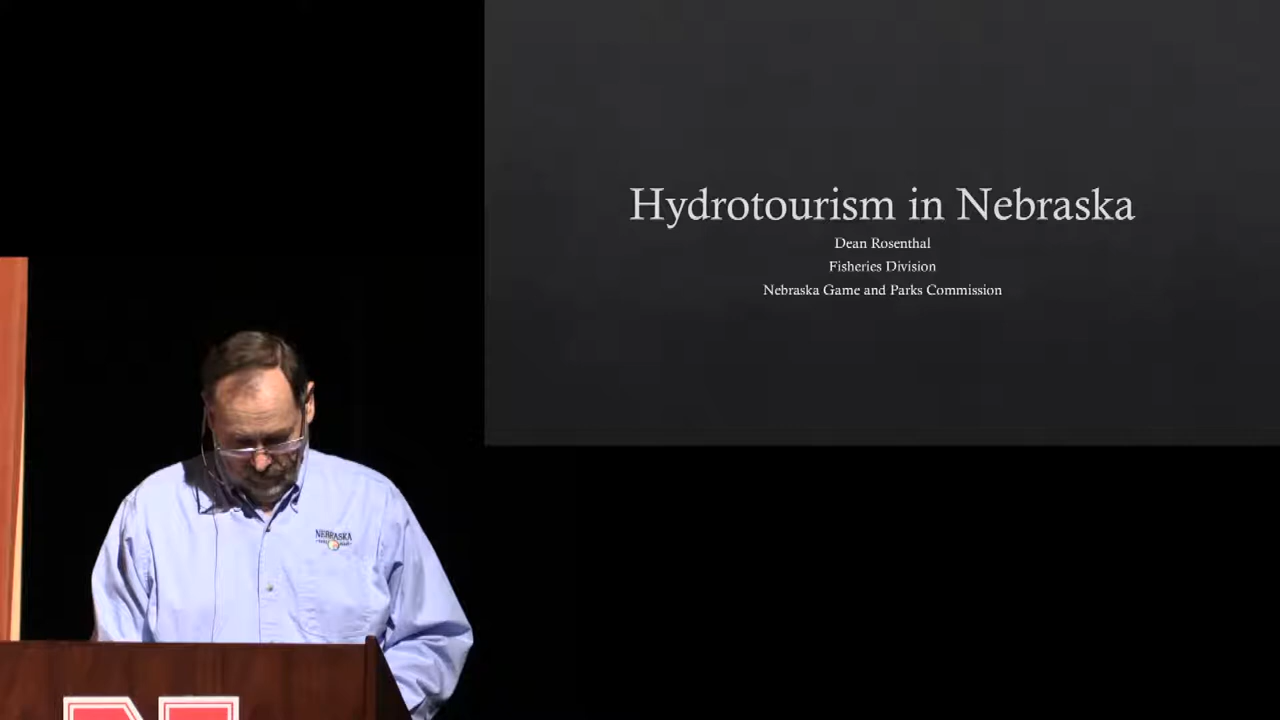 Hydrotourism in Nebraska
Dean Rosenthal
Fisheries Division
Nebraska Game and Parks Commission
NEBRASKA
N